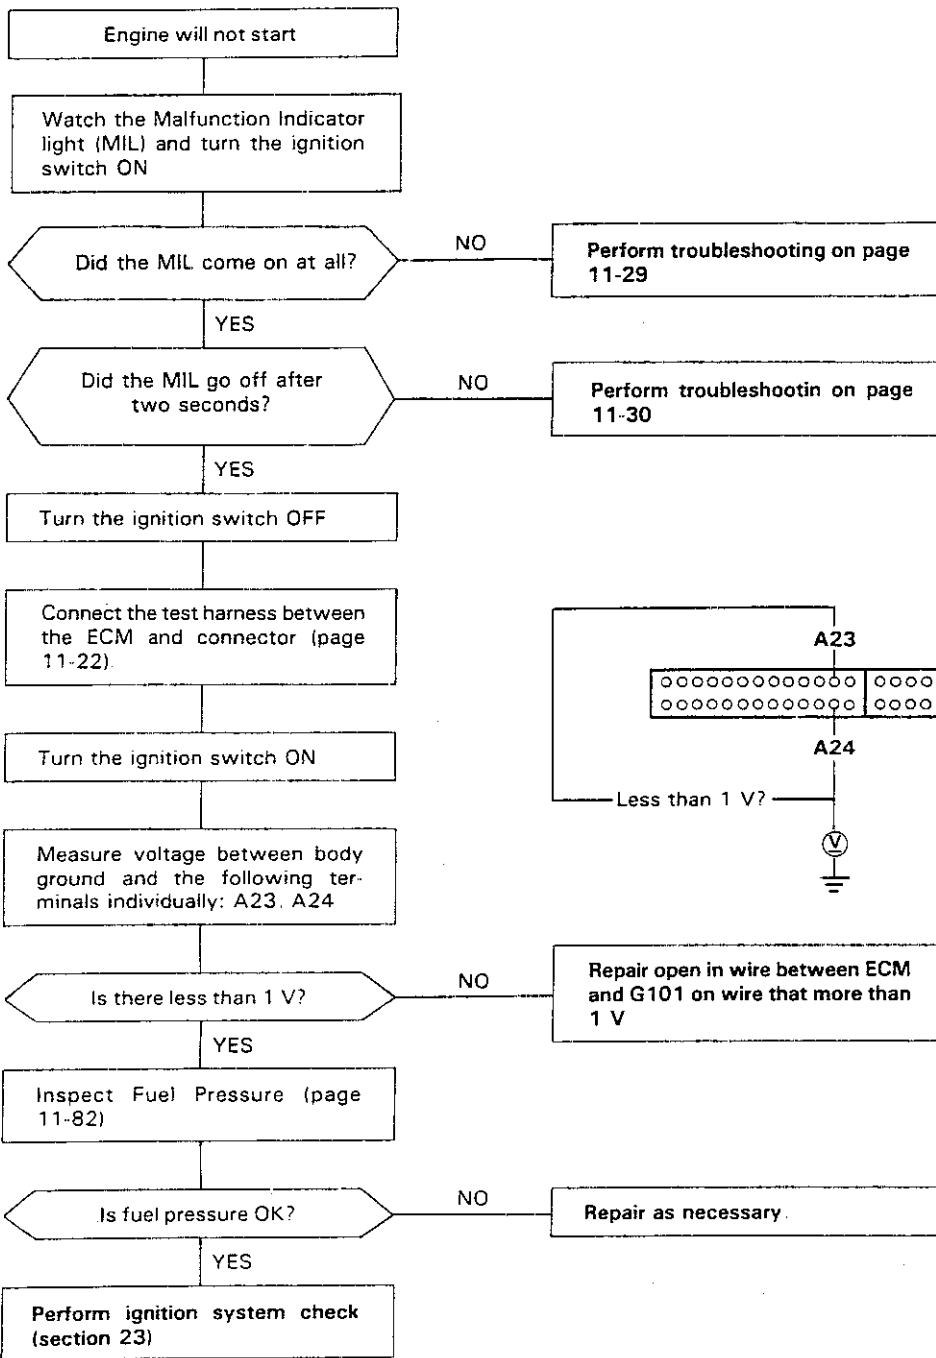 Engine will not start
Watch the Malfunction Indicator
light (MIL) and turn the ignition
switch ON
Did the MIL come on at all?
NO
Perform troubleshooting on page
11-29
YES
Did the MIL go off after
two seconds?
NO
Perform troubleshootin on page
11-30
YES
Turn the ignition switch OFF
Connect the test harness between
the ECM and connector (page
11-22).
A23
A24
Less than 1 V?
V
Turn the ignition switch ON
Measure voltage between body
ground and the following ter-
minals individually: A23, A24
Is there less than 1 V?
NO
Repair open in wire between ECM
and G101 on wire that more than
1 V
YES
Inspect Fuel Pressure (page
11-82)
Is fuel pressure OK?
NO
Repair as necessary.
YES
Perform ignition system check
(section 23)